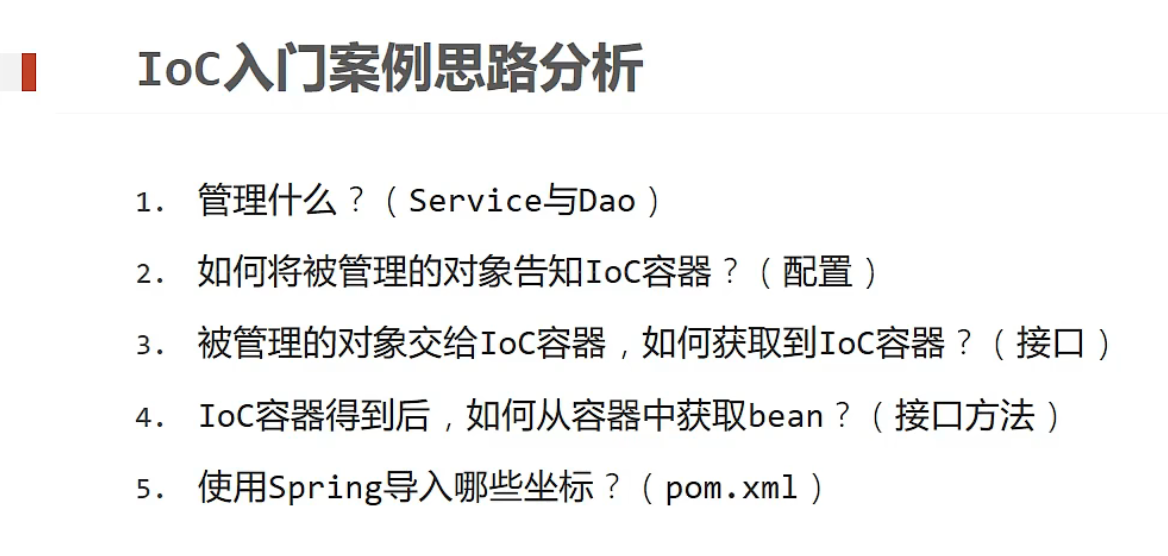 IoC入门案例思路分析
1. 管理什么？（Service与Dao）
2. 如何将被管理的对象告知IoC容器？（配置）
3. 被管理的对象交给IoC容器，如何获取到IoC容器？（接口）
4. IoC容器得到后，如何从容器中获取bean？（接口方法）
5. 使用Spring导入哪些坐标？（pom.xml）